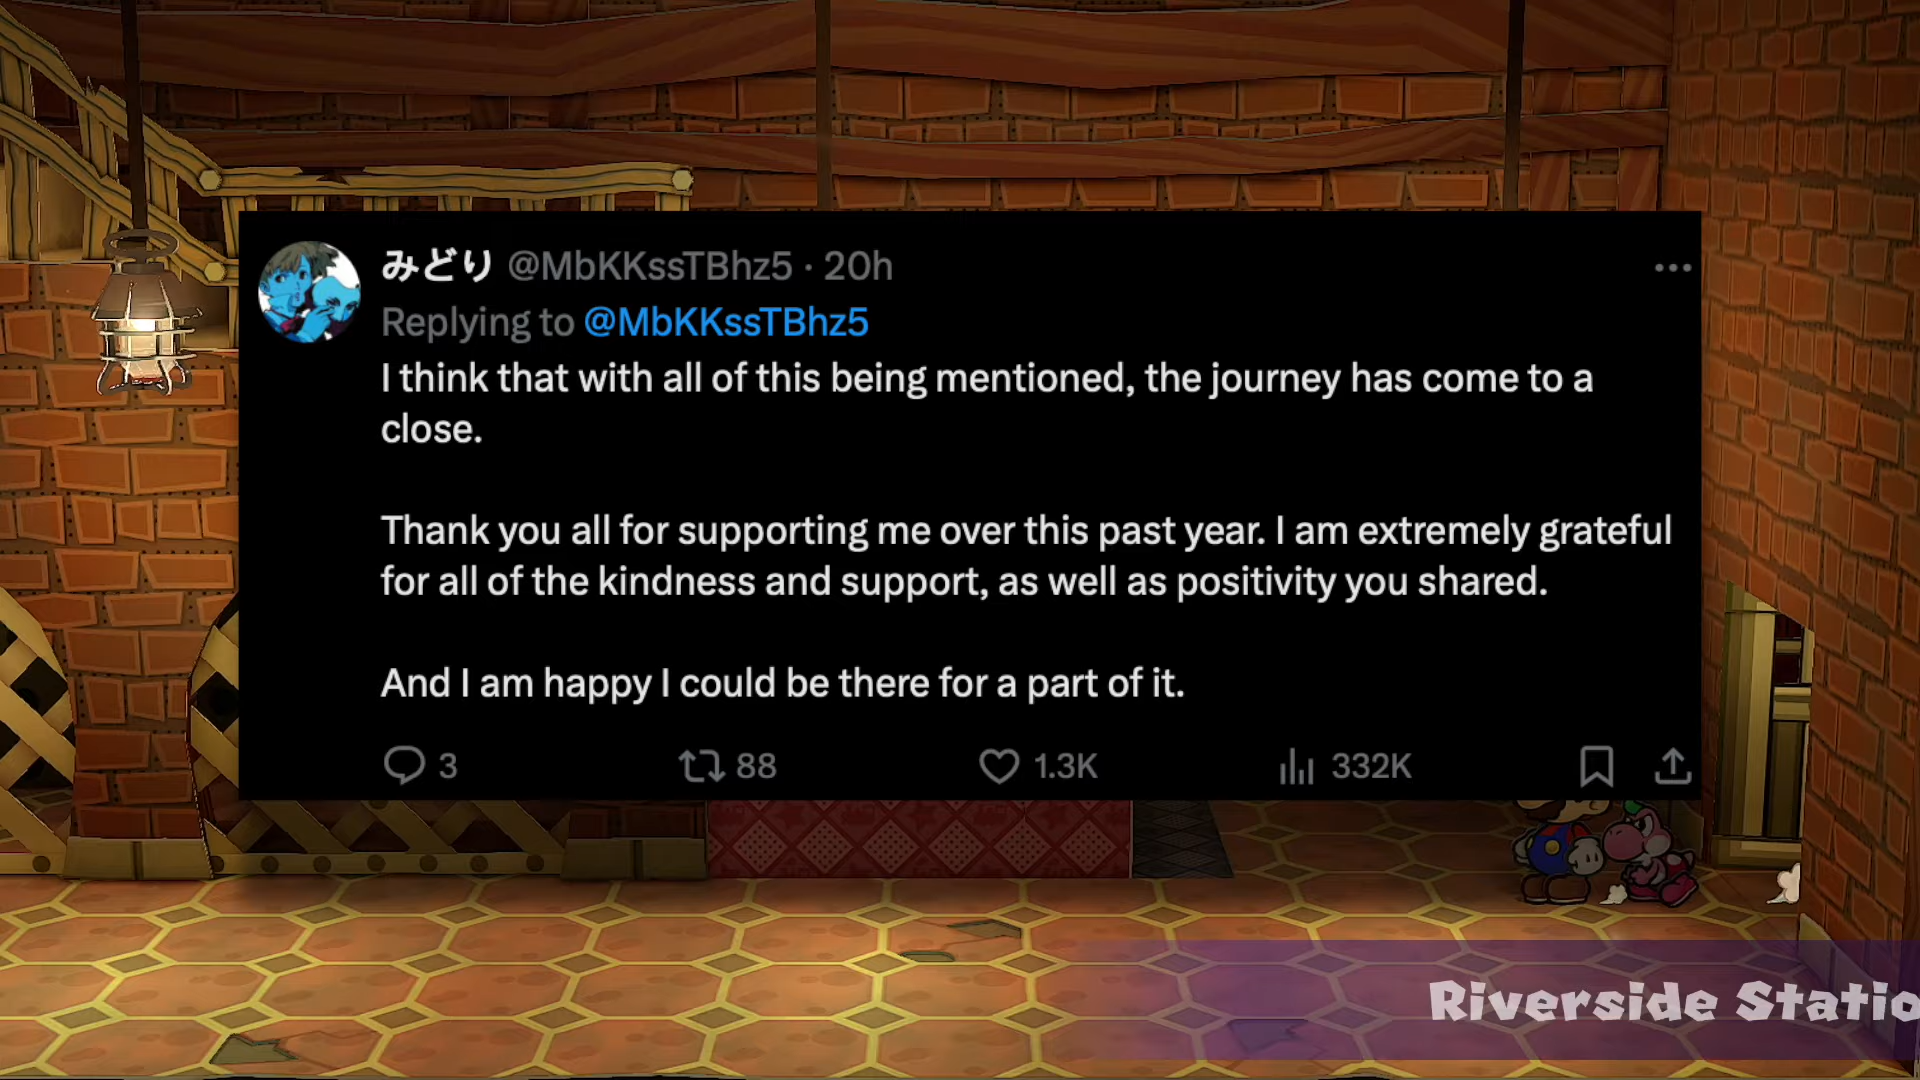 みどり @MbKKssTBhz5 · 20h
Replying to @MbKKssTBhz5
I think that with all of this being mentioned, the journey has come to a
close.
Thank you all for supporting me over this past year. I am extremely grateful
for all of the kindness and support, as well as positivity you shared.
And I am happy I could be there for a part of it.
3 88 1.3K 332K
Riverside Statio